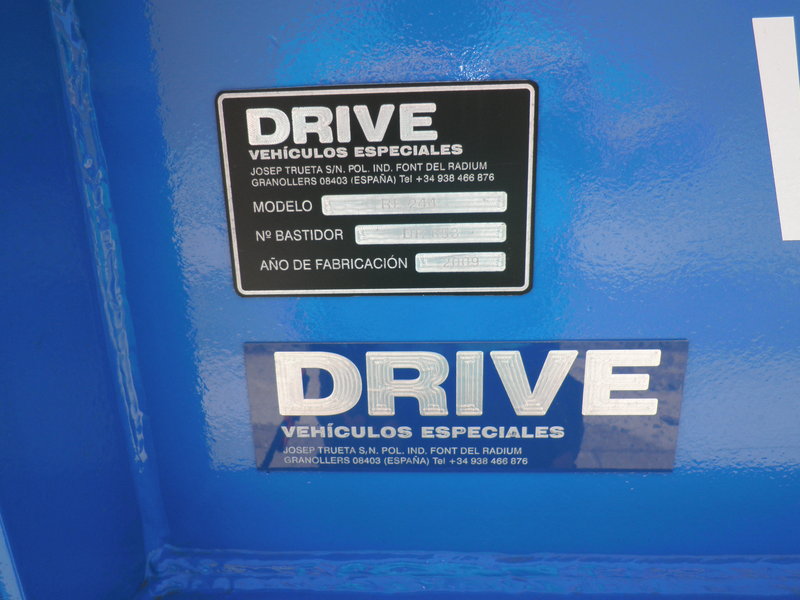 DRIVE
VEHÍCULOS ESPECIALES
JOSEP TRUETA S/N. POL. IND. FONT DEL RADIUM
GRANOLLERS 08403 (ESPAÑA) Tel +34 938 466 876
MODELO
Nº BASTIDOR
AÑO DE FABRICACIÓN 2009
DRIVE
VEHÍCULOS ESPECIALES
JOSEP TRUETA S/N. POL. IND. FONT DEL RADIUM
GRANOLLERS 08403 (ESPAÑA) Tel +34 938 466 876